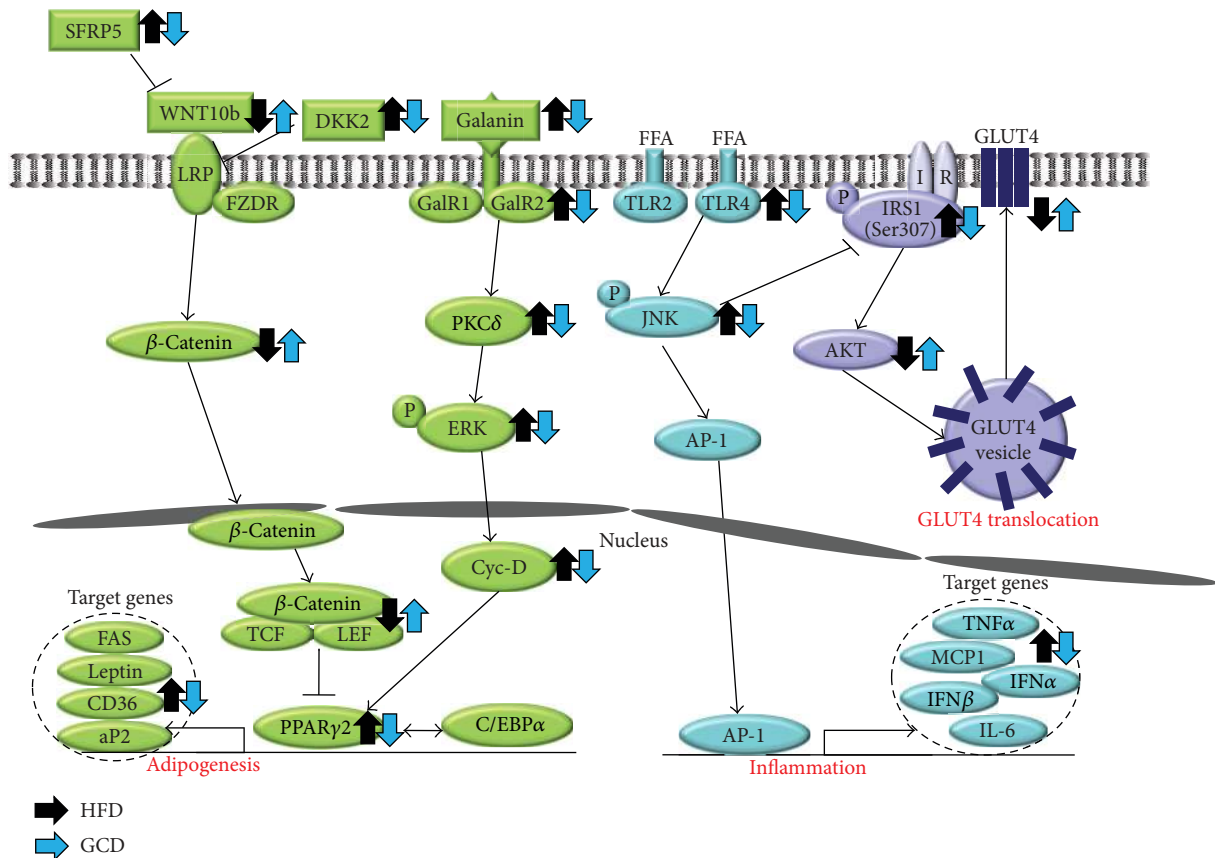 SFRP5
WNT10b
DKK2
Galanin
FFA
FFA
GLUT4
LRP
FZDR
GalR1
GalR2
TLR2
TLR4
I
R
P
IRS1
(Ser307)
β-Catenin
PKCδ
P
JNK
AKT
P
ERK
AP-1
GLUT4
vesicle
GLUT4 translocation
β-Catenin
Nucleus
Cyc-D
Target genes
FAS
Leptin
CD36
aP2
β-Catenin
TCF
LEF
PPARγ2
C/EBPα
Adipogenesis
AP-1
Inflammation
Target genes
TNFα
MCP1
IFNα
IFNβ
IL-6
HFD
GCD